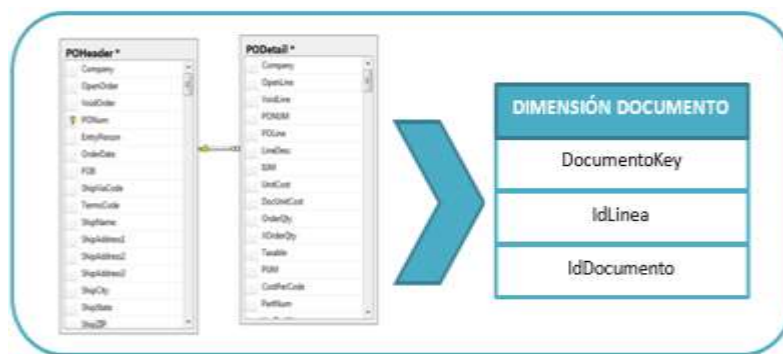 POHeader *
Company
OpenOrder
VoidOrder
PONum
EntryPerson
OrderDate
FOB
ShipViaCode
TermsCode
ShipName
ShipAddress1
ShipAddress2
ShipAddress3
ShipCity
ShipState
ShipZIP
PODetail *
Company
OpenLine
VoidLine
PONUM
POLine
LineDesc
IUM
UnitCost
DocUnitCost
OrderQty
XOrderQty
Taxable
PUM
CostPerCode
PartNum
DIMENSIÓN DOCUMENTO
DocumentoKey
IdLinea
IdDocumento